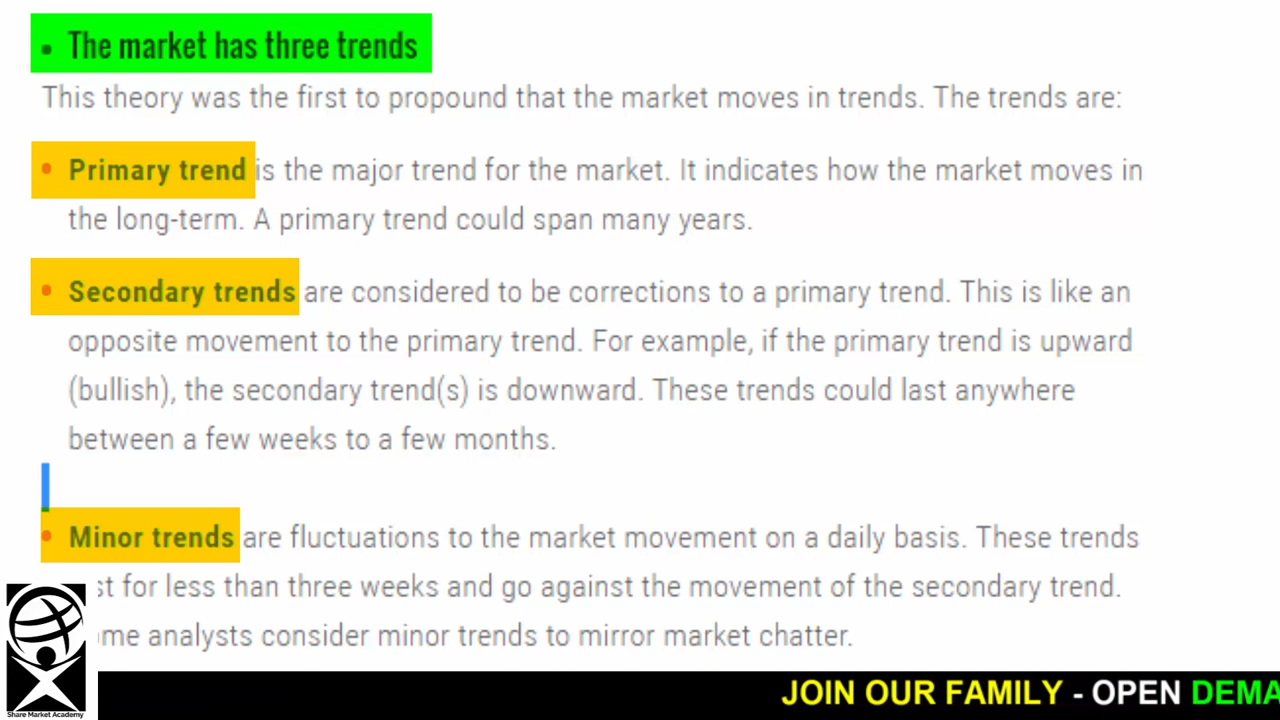 • The market has three trends
This theory was the first to propound that the market moves in trends. The trends are:
• Primary trend is the major trend for the market. It indicates how the market moves in
the long-term. A primary trend could span many years.
• Secondary trends are considered to be corrections to a primary trend. This is like an
opposite movement to the primary trend. For example, if the primary trend is upward
(bullish), the secondary trend(s) is downward. These trends could last anywhere
between a few weeks to a few months.
• Minor trends are fluctuations to the market movement on a daily basis. These trends
for less than three weeks and go against the movement of the secondary trend.
analysts consider minor trends to mirror market chatter.
Share Market Academy
JOIN OUR FAMILY - OPEN DEMA